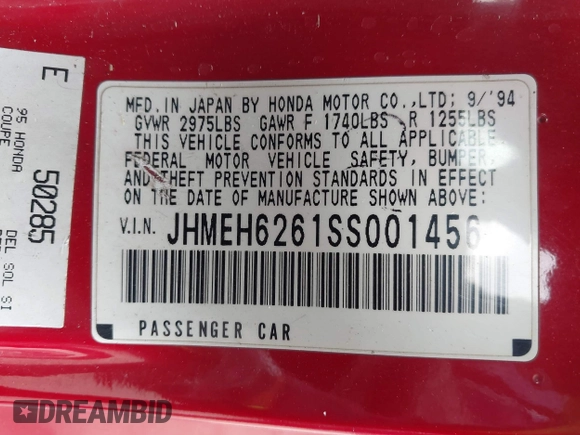 MFD. IN JAPAN BY HONDA MOTOR CO.,LTD; 9/'94
GVWR 2975LBS GAWR F 1740LBS R 1255LBS
THIS VEHICLE CONFORMS TO ALL APPLICABLE
FEDERAL MOTOR VEHICLE SAFETY, BUMPER,
AND THEFT PREVENTION STANDARDS IN EFFECT
ON THE DATE OF MANUFACTURE SHOWN ABOVE:
V.I.N. JHMEH6261SS001456
PASSENGER CAR
E
95 HONDA
COUPE
50285
DEL SOL SI
DREAMBID